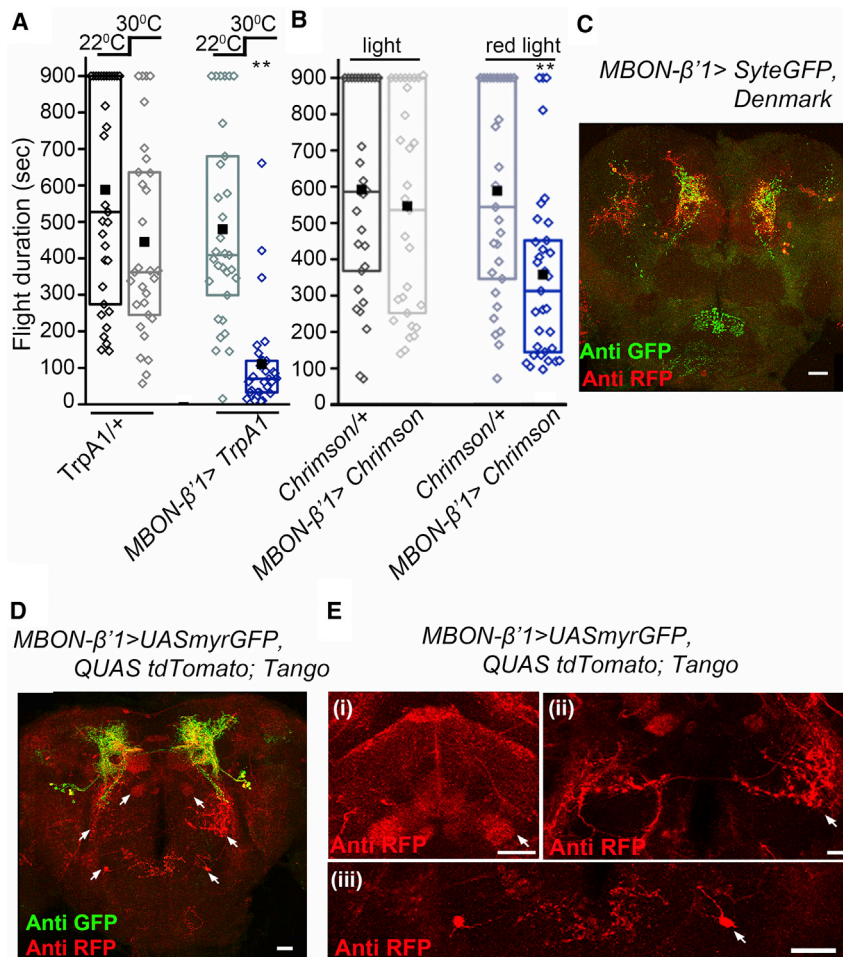 A
22⁰C
30⁰C
22⁰C
30⁰C
**
Flight duration (sec)
900
800
700
600
500
400
300
200
100
0
TrpA1/+
MBON-β'1> TrpA1
B
light
red light
**
900
800
700
600
500
400
300
200
100
0
Chrimson/+
MBON-β'1> Chrimson
Chrimson/+
MBON-β'1> Chrimson
C
MBON-β'1> SyteGFP,
Denmark
Anti GFP
Anti RFP
D
MBON-β'1>UASmyrGFP,
QUAS tdTomato; Tango
Anti GFP
Anti RFP
E
MBON-β'1>UASmyrGFP,
QUAS tdTomato; Tango
(i)
Anti RFP
(ii)
Anti RFP
(iii)
Anti RFP